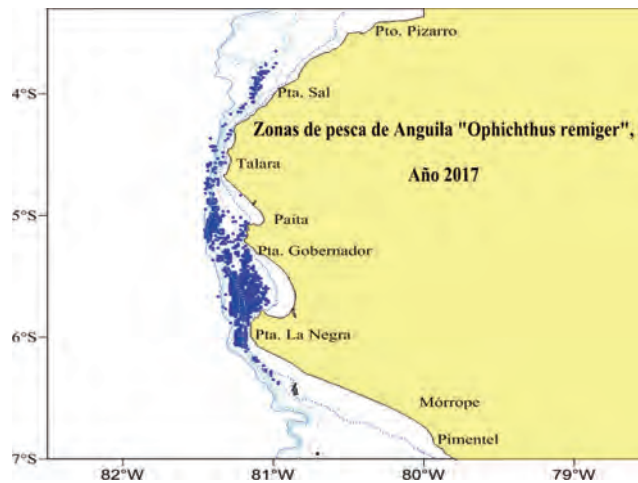 Pto. Pizarro
4°S
Pta. Sal
Zonas de pesca de Anguila "Ophichthus remiger",
Talara
Año 2017
5°S
Paita
Pta. Gobernador
6°S
Pta. La Negra
Mórrope
Pimentel
7°S
82°W
81°W
80°W
79°W